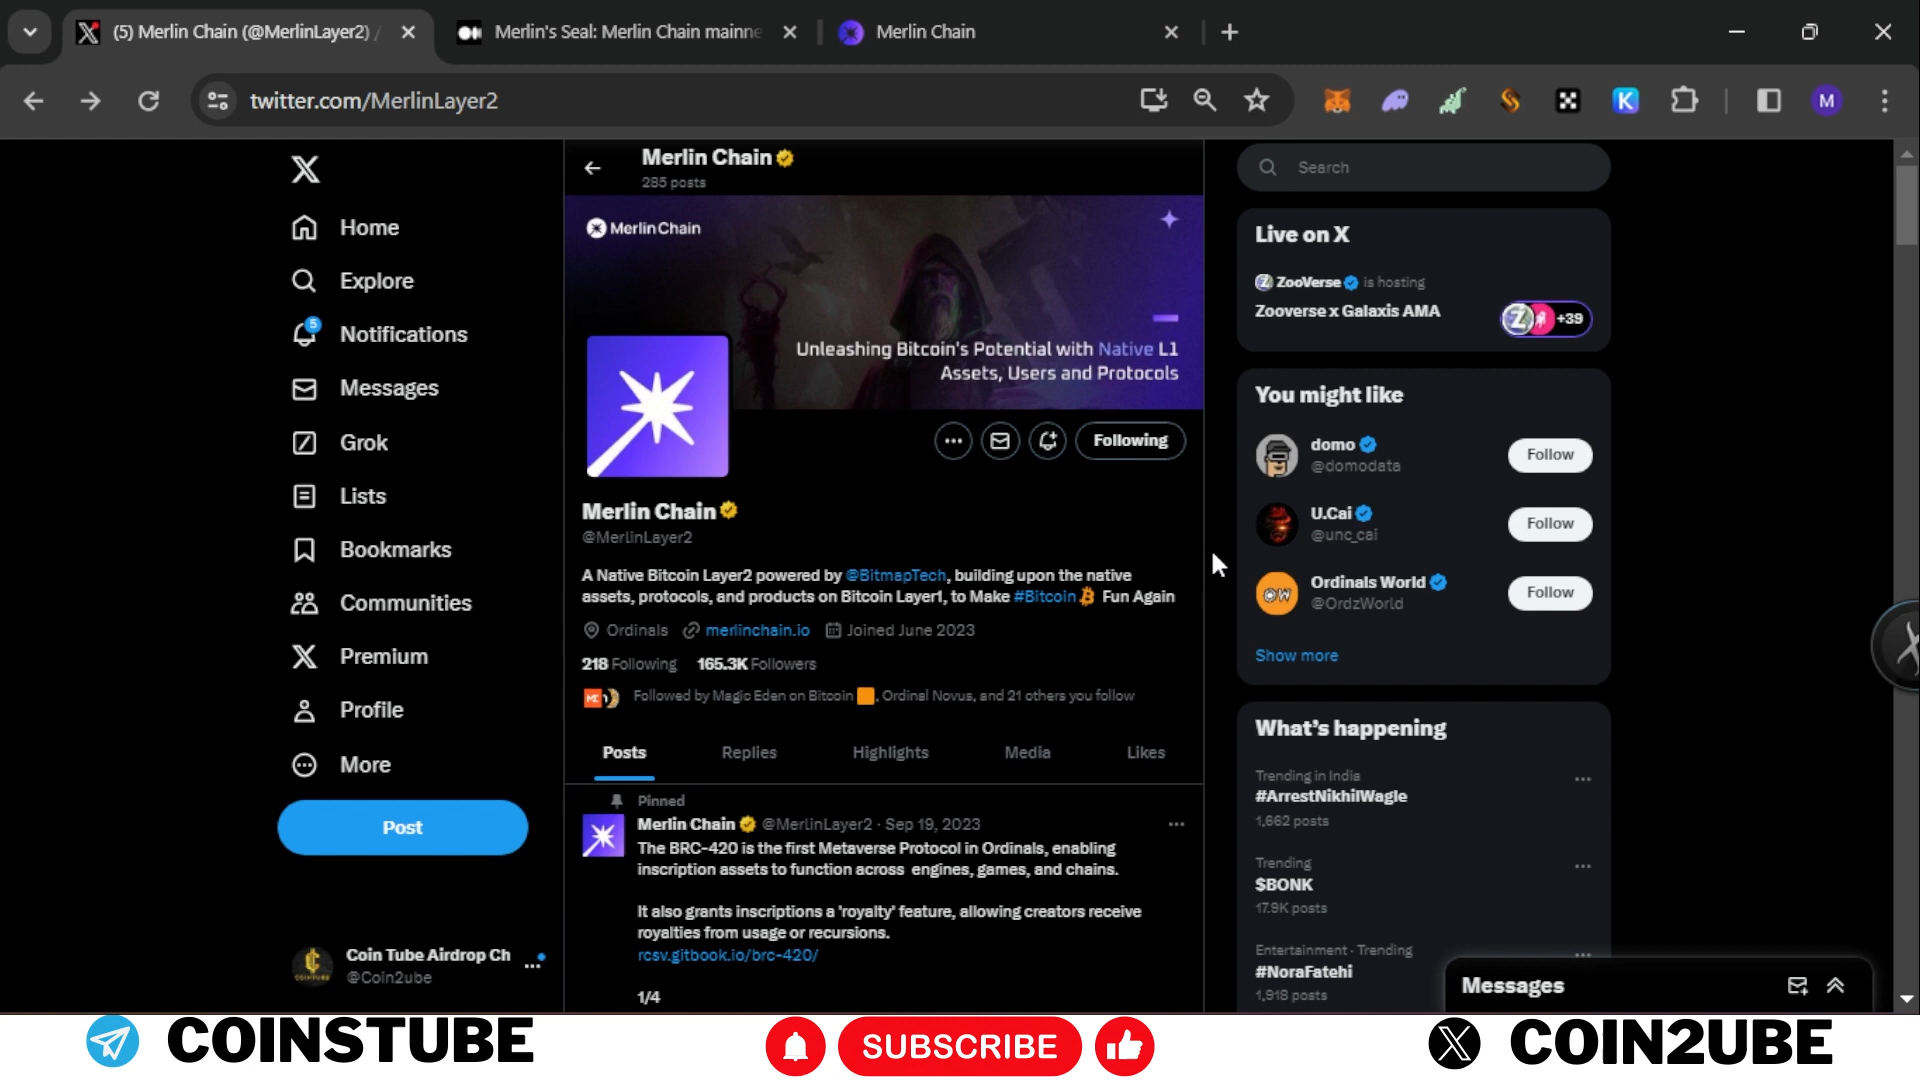 (5) Merlin Chain (@MerlinLayer2) /
Merlin's Seal: Merlin Chain mainne
Merlin Chain
twitter.com/MerlinLayer2
M
Home
Explore
5
Notifications
Messages
Grok
Lists
Bookmarks
Communities
Premium
Profile
More
Post
Coin Tube Airdrop Ch
@Coin2ube
Merlin Chain
285 posts
Merlin Chain
Unleashing Bitcoin's Potential with Native L1
Assets, Users and Protocols
Following
Merlin Chain
@MerlinLayer2
A Native Bitcoin Layer2 powered by @BitmapTech, building upon the native
assets, protocols, and products on Bitcoin Layer1, to Make #Bitcoin Fun Again
Ordinals merlinchain.io Joined June 2023
218 Following 165.3K Followers
Followed by Magic Eden on Bitcoin 🟧, Ordinal Novus, and 21 others you follow
Posts Replies Highlights Media Likes
Pinned
Merlin Chain @MerlinLayer2 · Sep 19, 2023
The BRC-420 is the first Metaverse Protocol in Ordinals, enabling
inscription assets to function across engines, games, and chains.
It also grants inscriptions a 'royalty' feature, allowing creators receive
royalties from usage or recursions.
rcsv.gitbook.io/brc-420/
1/4
Search
Live on X
ZooVerse is hosting
Zooverse x Galaxis AMA
+39
You might like
domo
@domodata
Follow
U.Cai
@unc_cai
Follow
Ordinals World
@OrdzWorld
Follow
Show more
What's happening
Trending in India
#ArrestNikhilWagle
1,662 posts
Trending
$BONK
17.9K posts
Entertainment · Trending
#NoraFatehi
1,918 posts
Messages
COINSTUBE
SUBSCRIBE
COIN2UBE